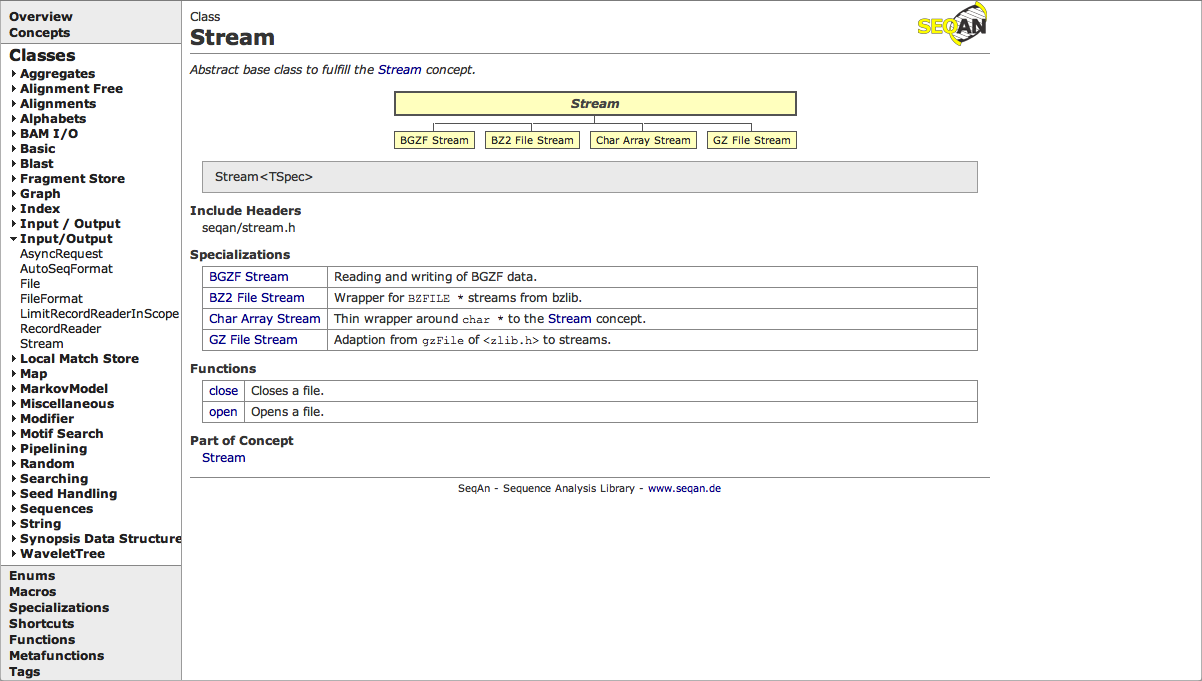 Overview
Concepts
Classes
Aggregates
Alignment Free
Alignments
Alphabets
BAM I/O
Basic
Blast
Fragment Store
Graph
Index
Input / Output
Input/Output
AsyncRequest
AutoSeqFormat
File
FileFormat
LimitRecordReaderInScope
RecordReader
Stream
Local Match Store
Map
MarkovModel
Miscellaneous
Modifier
Motif Search
Pipelining
Random
Searching
Seed Handling
Sequences
String
Synopsis Data Structure
WaveletTree
Enums
Macros
Specializations
Shortcuts
Functions
Metafunctions
Tags
Class
Stream
SEQAN
Abstract base class to fulfill the Stream concept.
Stream
BGZF Stream BZ2 File Stream Char Array Stream GZ File Stream
Stream<TSpec>
Include Headers
seqan/stream.h
Specializations
BGZF Stream Reading and writing of BGZF data.
BZ2 File Stream Wrapper for BZFILE * streams from bzlib.
Char Array Stream Thin wrapper around char * to the Stream concept.
GZ File Stream Adaption from gzFile of <zlib.h> to streams.
Functions
close Closes a file.
open Opens a file.
Part of Concept
Stream
SeqAn - Sequence Analysis Library - www.seqan.de